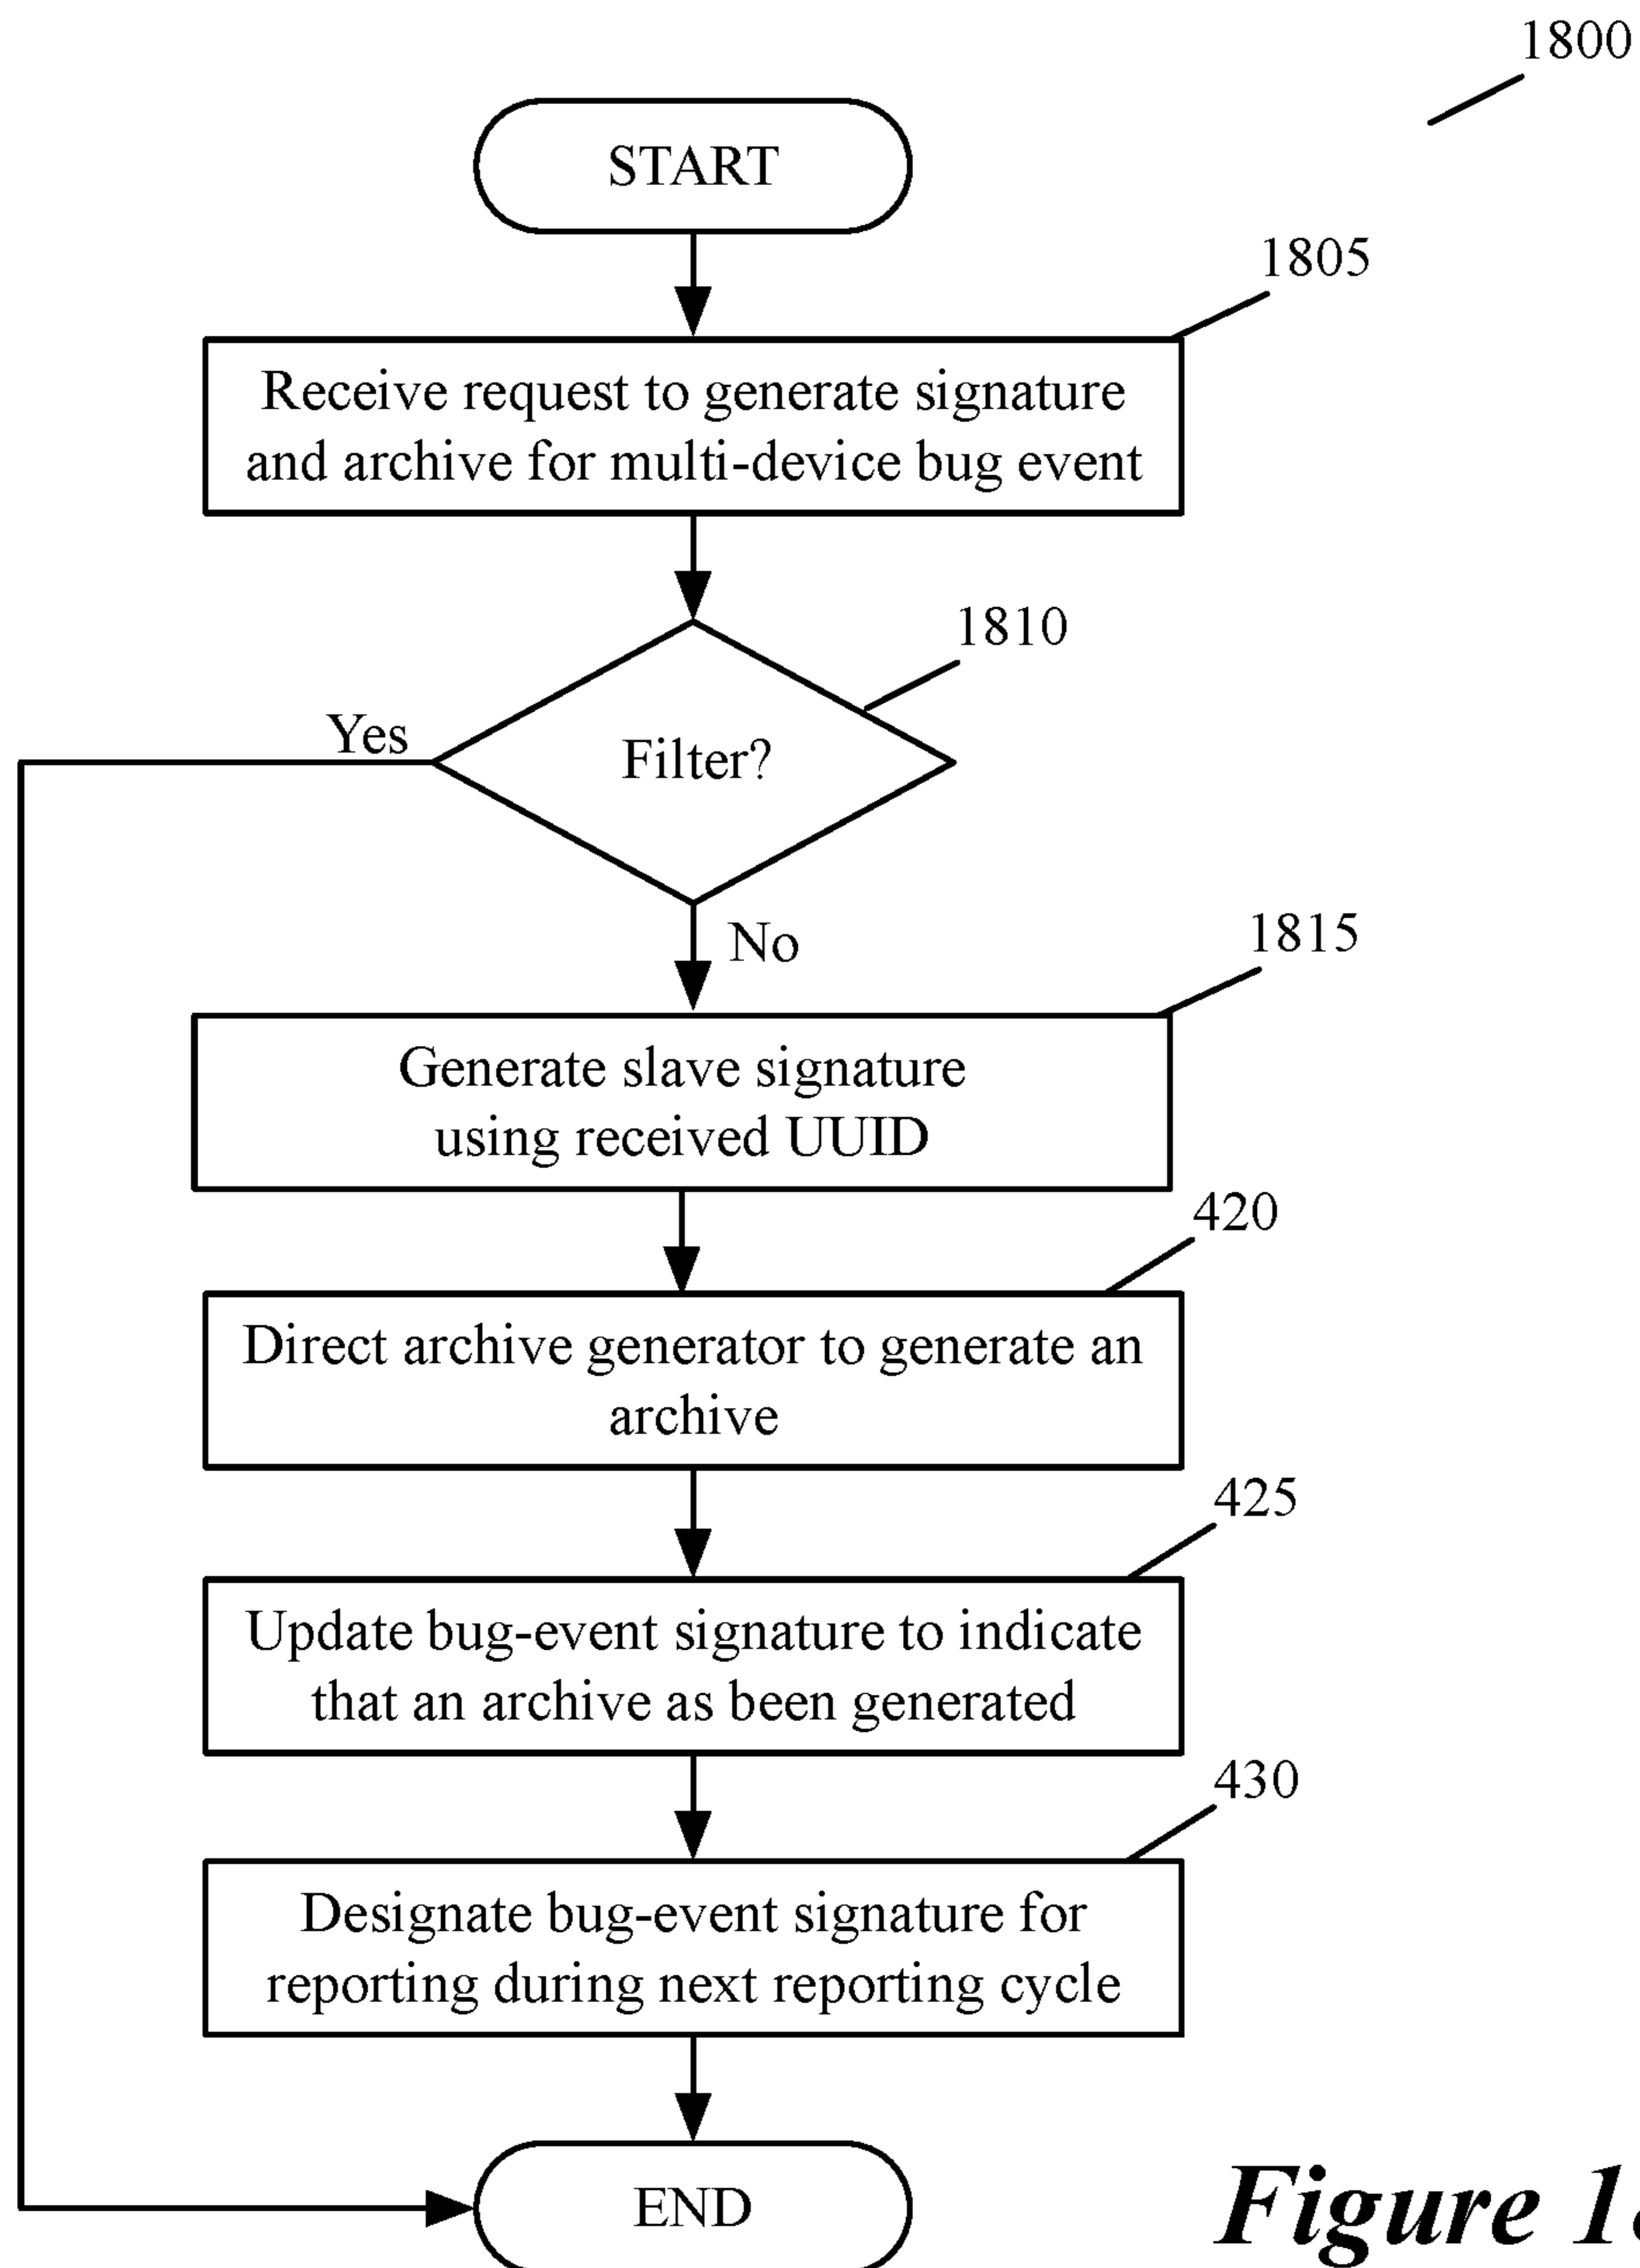 1800
START
1805
Receive request to generate signature
and archive for multi-device bug event
1810
Yes
Filter?
No
1815
Generate slave signature
using received UUID
420
Direct archive generator to generate an
archive
425
Update bug-event signature to indicate
that an archive as been generated
430
Designate bug-event signature for
reporting during next reporting cycle
END
Figure